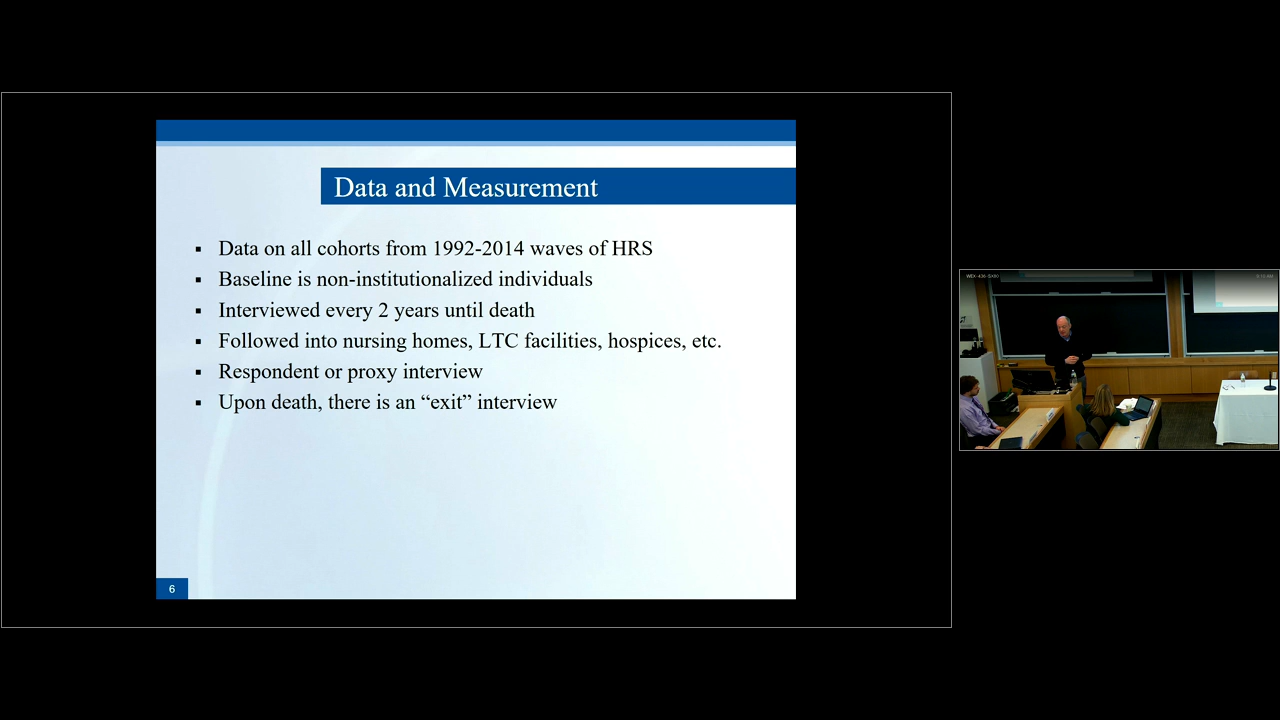 Data and Measurement
▪ Data on all cohorts from 1992-2014 waves of HRS
▪ Baseline is non-institutionalized individuals
▪ Interviewed every 2 years until death
▪ Followed into nursing homes, LTC facilities, hospices, etc.
▪ Respondent or proxy interview
▪ Upon death, there is an “exit” interview
6